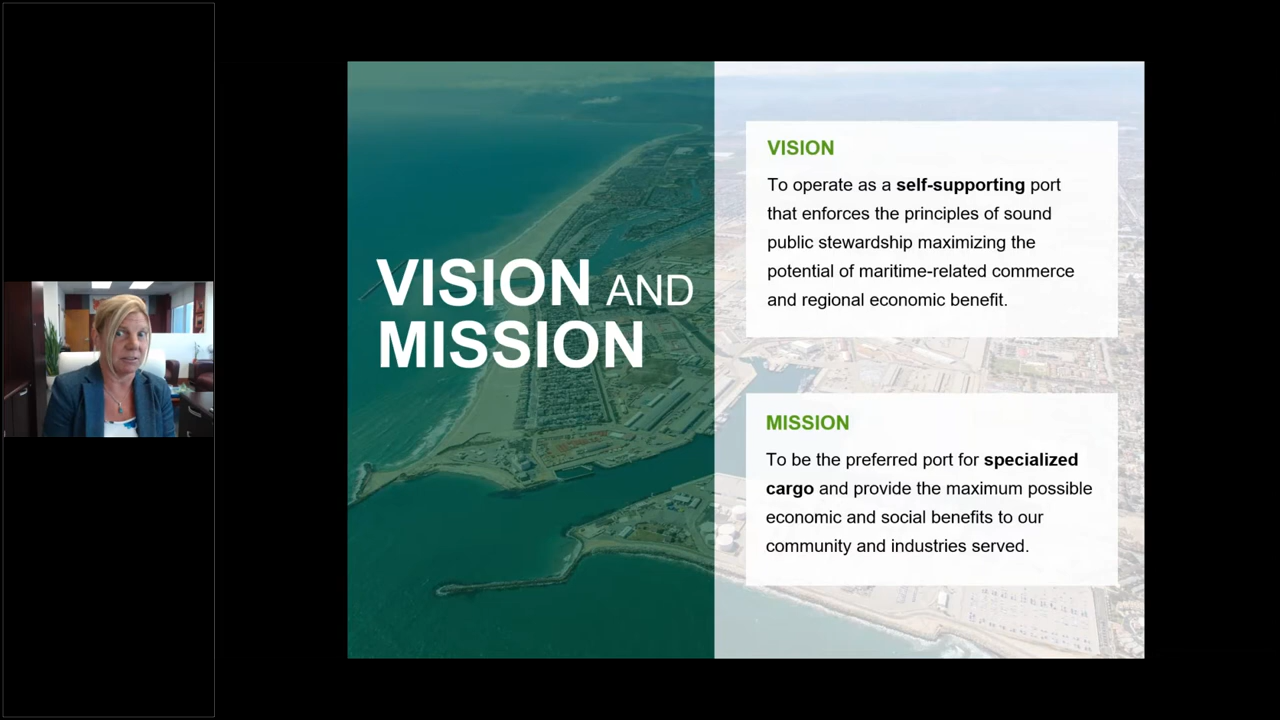 VISION AND
MISSION
VISION
To operate as a self-supporting port
that enforces the principles of sound
public stewardship maximizing the
potential of maritime-related commerce
and regional economic benefit.
MISSION
To be the preferred port for specialized
cargo and provide the maximum possible
economic and social benefits to our
community and industries served.